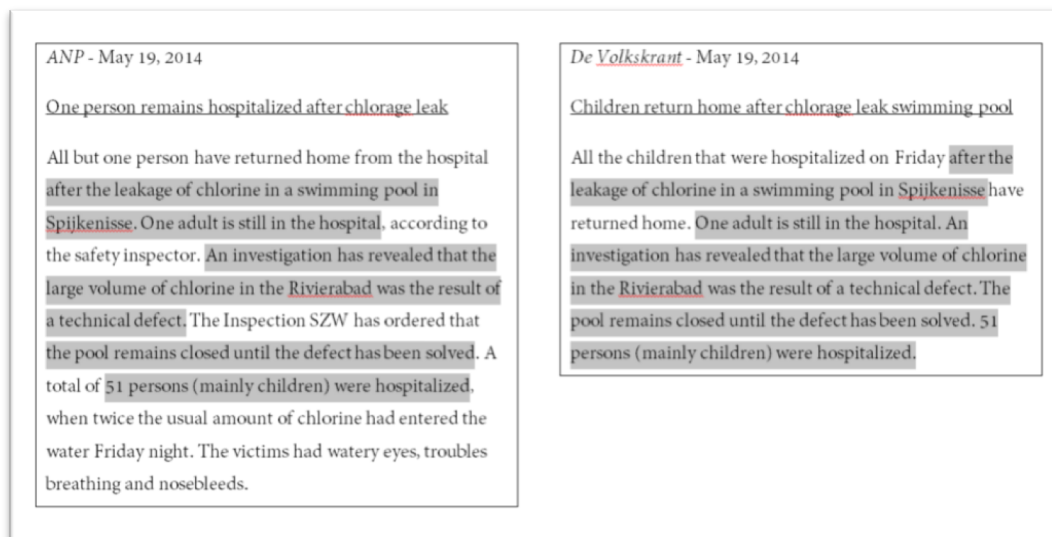 ANP - May 19, 2014
One person remains hospitalized after chlorage leak
All but one person have returned home from the hospital
after the leakage of chlorine in a swimming pool in
Spijkenisse. One adult is still in the hospital, according to
the safety inspector. An investigation has revealed that the
large volume of chlorine in the Rivierabad was the result of
a technical defect. The Inspection SZW has ordered that
the pool remains closed until the defect has been solved. A
total of 51 persons (mainly children) were hospitalized,
when twice the usual amount of chlorine had entered the
water Friday night. The victims had watery eyes, troubles
breathing and nosebleeds.
De Volkskrant - May 19, 2014
Children return home after chlorage leak swimming pool
All the children that were hospitalized on Friday after the
leakage of chlorine in a swimming pool in Spijkenisse have
returned home. One adult is still in the hospital. An
investigation has revealed that the large volume of chlorine
in the Rivierabad was the result of a technical defect. The
pool remains closed until the defect has been solved. 51
persons (mainly children) were hospitalized.